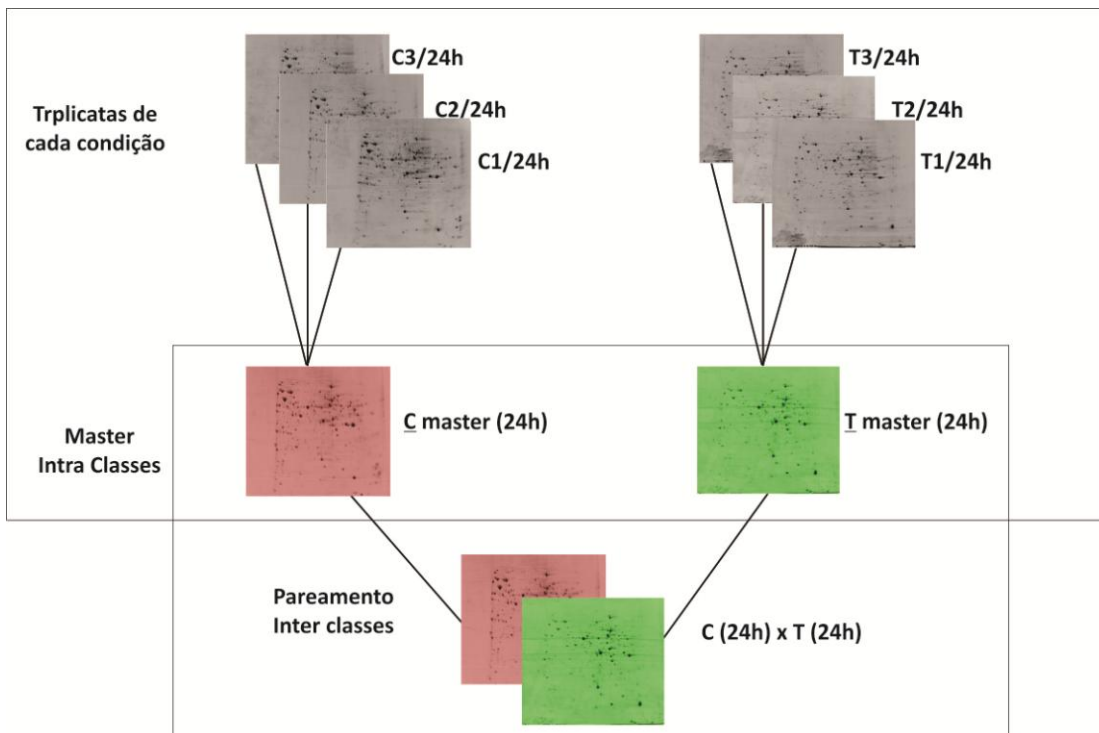 Trplicatas de
cada condição
C3/24h
C2/24h
C1/24h
T3/24h
T2/24h
T1/24h
Master
Intra Classes
C master (24h)
T master (24h)
Pareamento
Inter classes
C (24h) x T (24h)